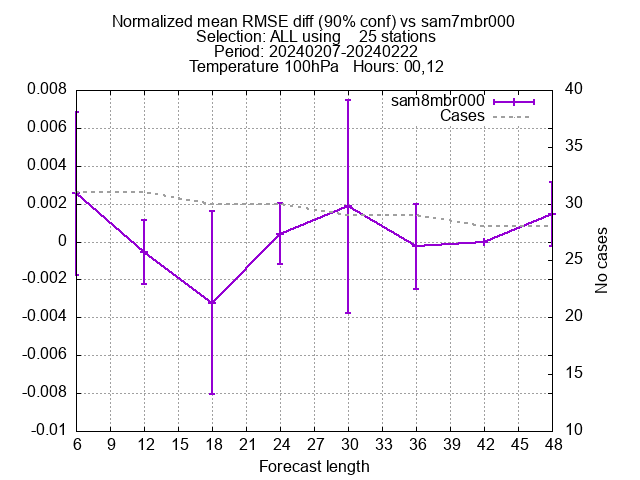 Normalized mean RMSE diff (90% conf) vs sam7mbr000
Selection: ALL using    25 stations
Period: 20240207-20240222
Temperature 100hPa   Hours: 00,12
0.008 40
sam8mbr000
Cases
0.006
35
0.004
0.002 30
0
25
-0.002
No cases
-0.004 20
-0.006
15
-0.008
-0.01 10
6 9 12 15 18 21 24 27 30 33 36 39 42 45 48
Forecast length